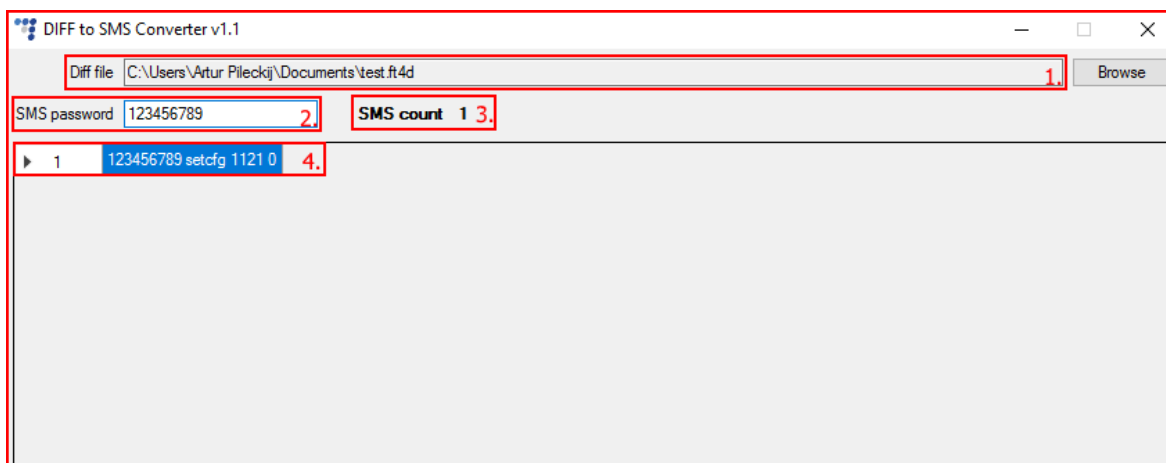 DIFF to SMS Converter v1.1
Diff file C:\Users\Artur Pileckij\Documents\test.ft4d 1. Browse
SMS password 123456789 2. SMS count 1 3.
1 123456789 setcfg 1121 0 4.